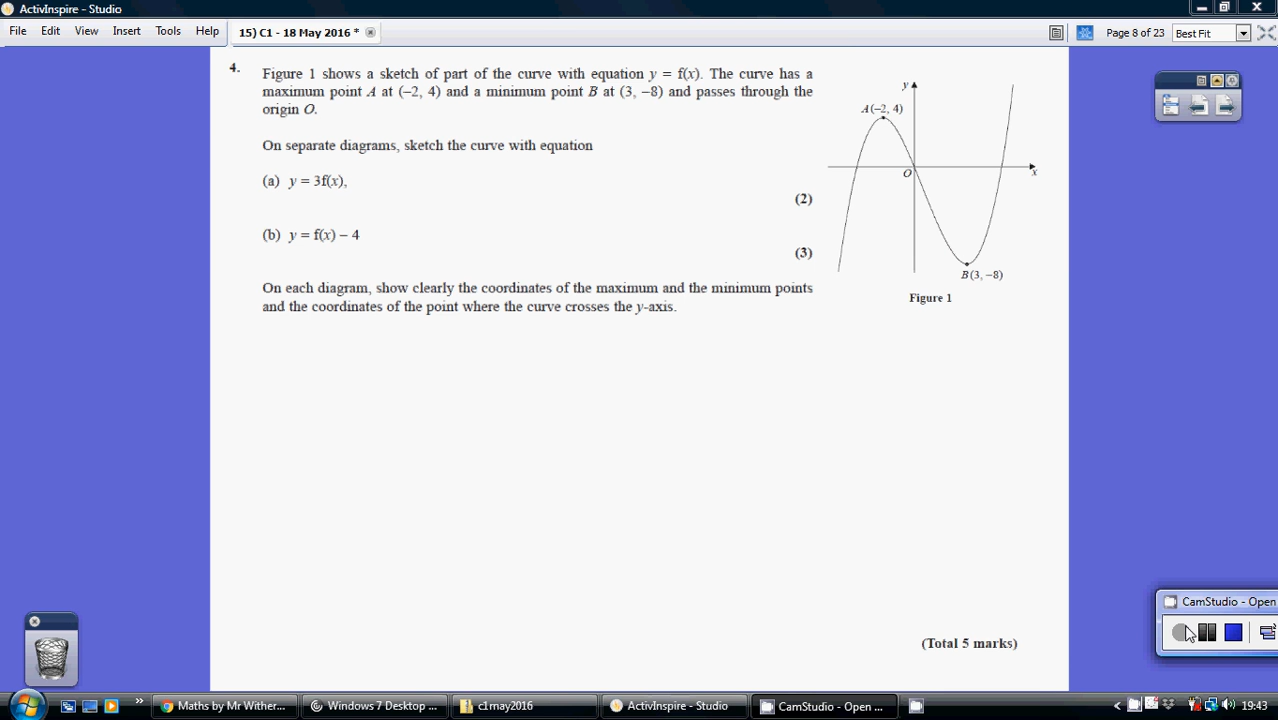 ActivInspire - Studio
File Edit View Insert Tools Help
15) C1 - 18 May 2016 *
Page 8 of 23
Best Fit
4. Figure 1 shows a sketch of part of the curve with equation y = f(x). The curve has a
maximum point A at (–2, 4) and a minimum point B at (3, –8) and passes through the
origin O.
On separate diagrams, sketch the curve with equation
(a) y = 3f(x),
(2)
(b) y = f(x) – 4
(3)
On each diagram, show clearly the coordinates of the maximum and the minimum points
and the coordinates of the point where the curve crosses the y-axis.
y
A(–2, 4)
O
x
B(3, –8)
Figure 1
(Total 5 marks)
CamStudio - Open
Maths by Mr Wither...
Windows 7 Desktop ...
c1may2016
ActivInspire - Studio
CamStudio - Open ...
19:43